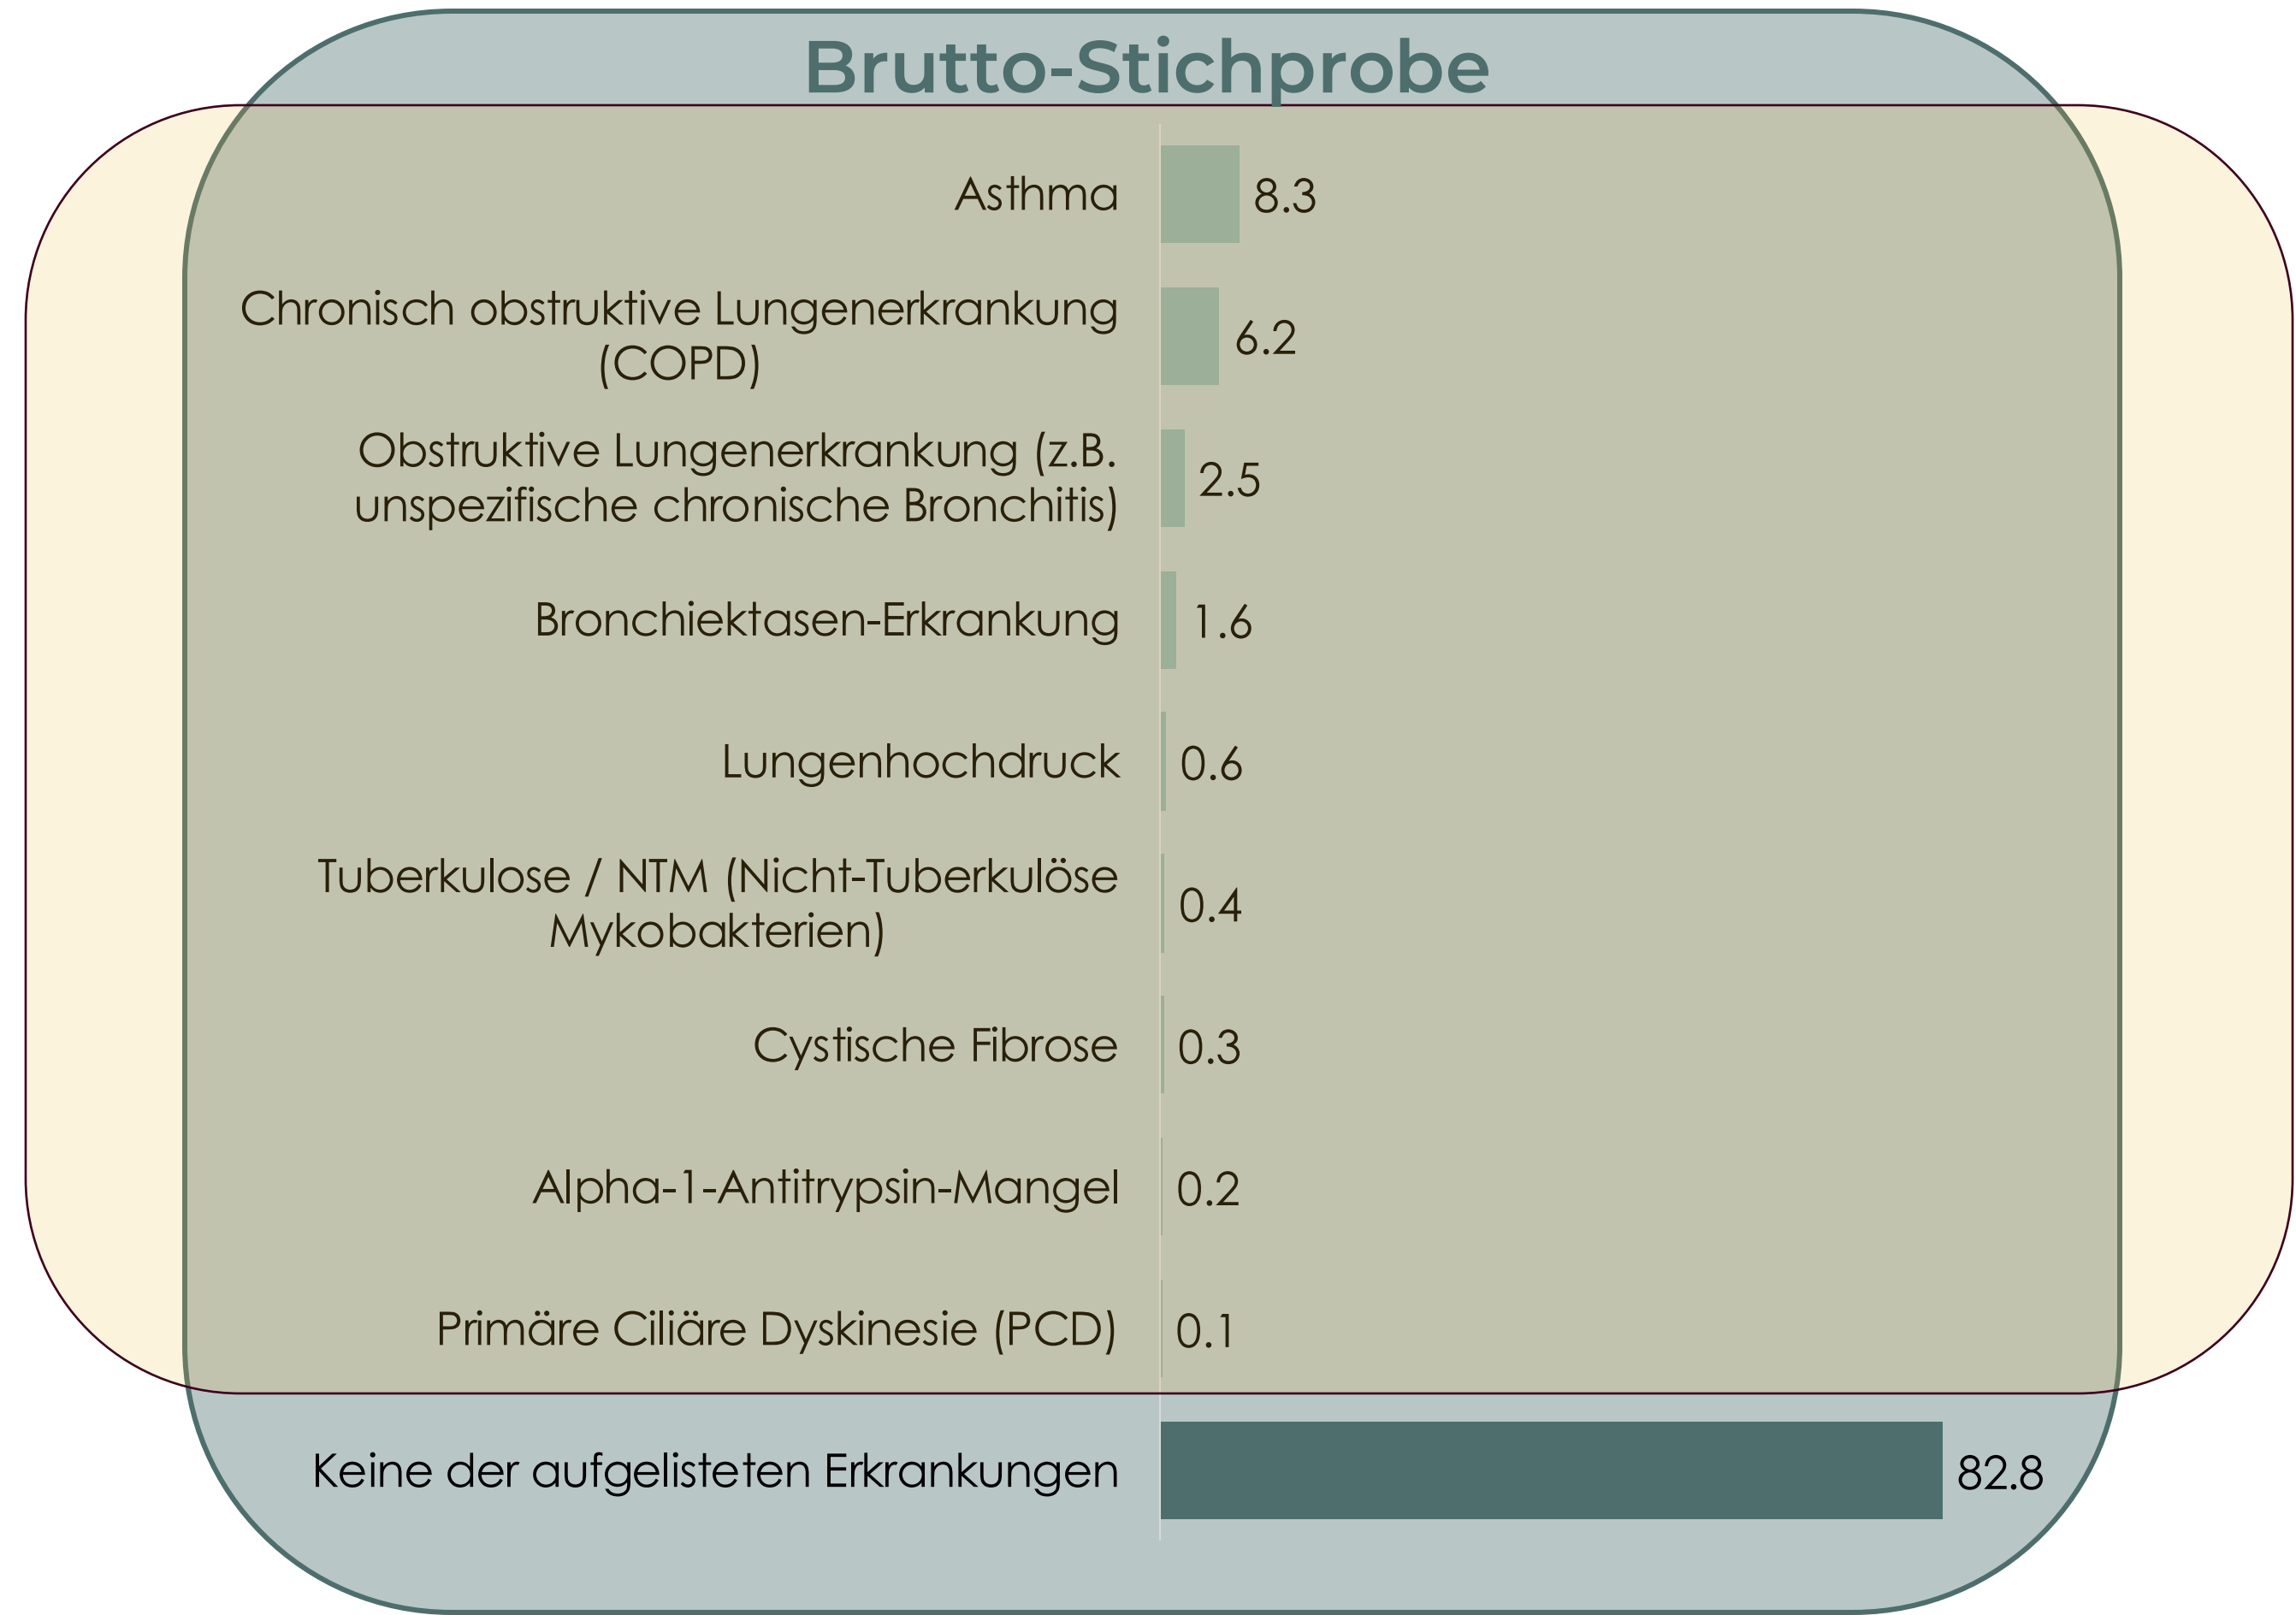 Brutto-Stichprobe
Asthma 8.3
Chronisch obstruktive Lungenerkrankung
(COPD) 6.2
Obstruktive Lungenerkrankung (z.B.
unspezifische chronische Bronchitis) 2.5
Bronchiektasen-Erkrankung 1.6
Lungenhochdruck 0.6
Tuberkulose / NTM (Nicht-Tuberkulöse
Mykobakterien) 0.4
Cystische Fibrose 0.3
Alpha-1-Antitrypsin-Mangel 0.2
Primäre Ciliäre Dyskinesie (PCD) 0.1
Keine der aufgelisteten Erkrankungen 82.8